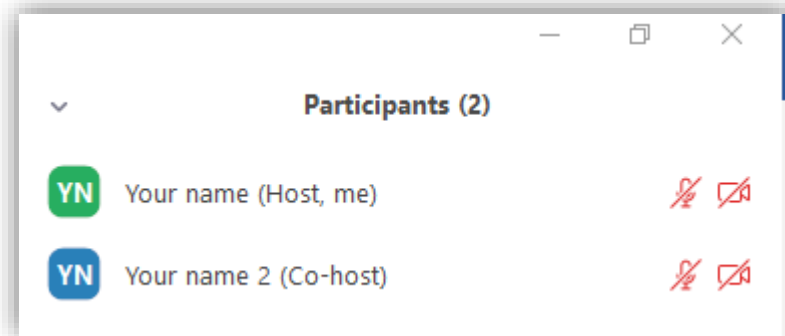 Participants (2)
YN Your name (Host, me)
YN Your name 2 (Co-host)